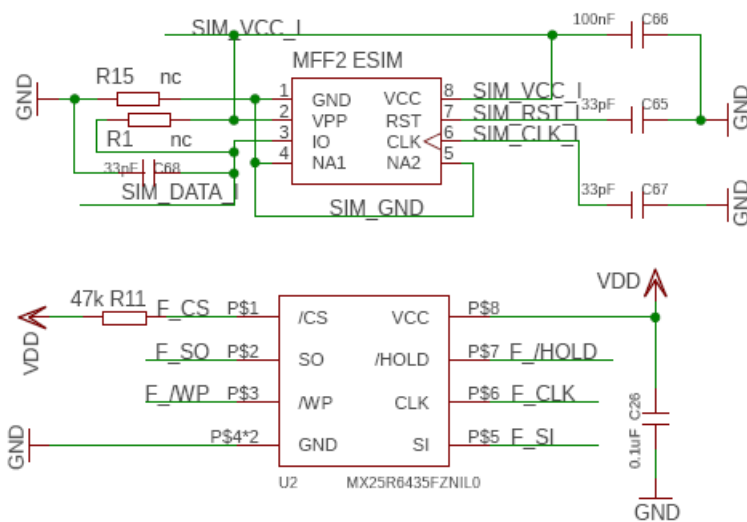 SIM_VCC_I
100nF C66
MFF2 ESIM
R15 nc
GND
1 GND VCC 8 SIM_VCC_I
2 VPP RST 7 SIM_RST_I 33pF C65
GND
R1 nc
3 IO CLK 6 SIM_CLK_I
4 NA1 NA2 5
33pF C68
SIM_DATA_I
SIM_GND
33pF C67
GND
VDD
47k R11 F_CS P$1 /CS VCC P$8
VDD
F_SO P$2 SO /HOLD P$7 F_/HOLD
F_/WP P$3 /WP CLK P$6 F_CLK
GND
P$4*2 GND SI P$5 F_SI
0.1uF C26
U2 MX25R6435FZNIL0
GND